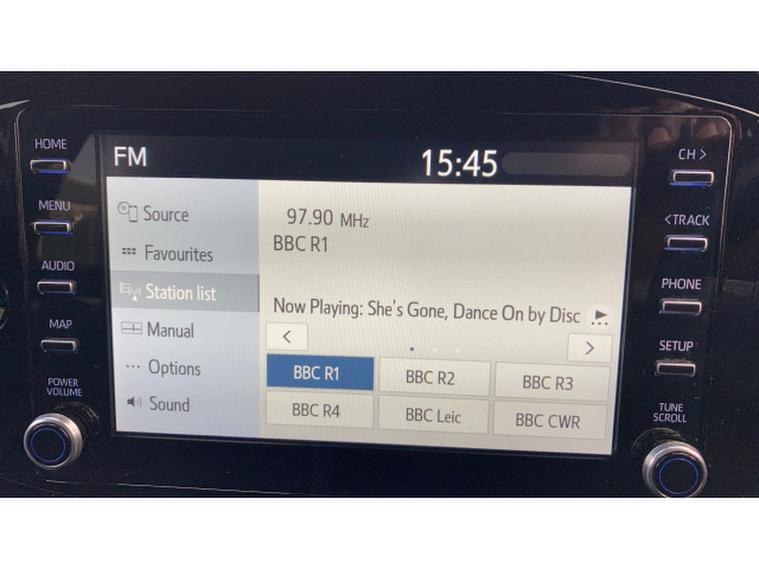 HOME
MENU
AUDIO
MAP
POWER
VOLUME
FM
15:45
Source
Favourites
Station list
Manual
Options
Sound
97.90 MHz
BBC R1
Now Playing: She's Gone, Dance On by Disc
BBC R1
BBC R2
BBC R3
BBC R4
BBC Leic
BBC CWR
CH >
< TRACK
PHONE
SETUP
TUNE
SCROLL